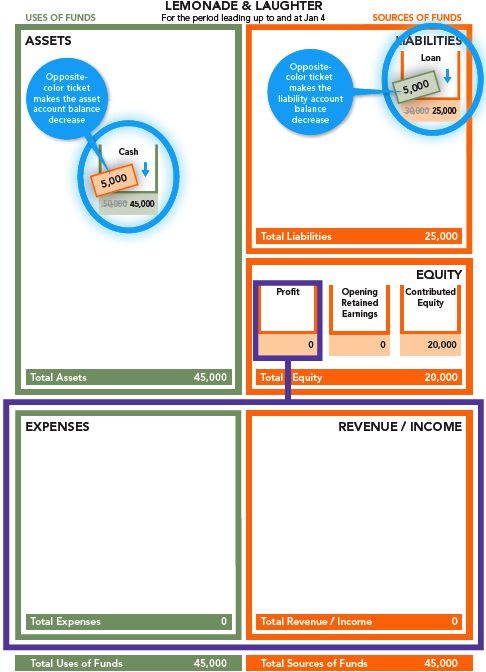 LEMONADE & LAUGHTER
USES OF FUNDS
For the period leading up to and at Jan 4
SOURCES OF FUNDS
ASSETS
Opposite-
color ticket
makes the asset
account balance
decrease
Cash
5,000
50,000 45,000
Total Assets 45,000
LIABILITIES
Opposite-
color ticket
makes the
liability account
balance
decrease
Loan
5,000
30,000 25,000
Total Liabilities 25,000
EQUITY
Profit
0
Opening
Retained
Earnings
0
Contributed
Equity
20,000
Total Equity 20,000
EXPENSES
Total Expenses 0
REVENUE / INCOME
Total Revenue / Income 0
Total Uses of Funds 45,000
Total Sources of Funds 45,000